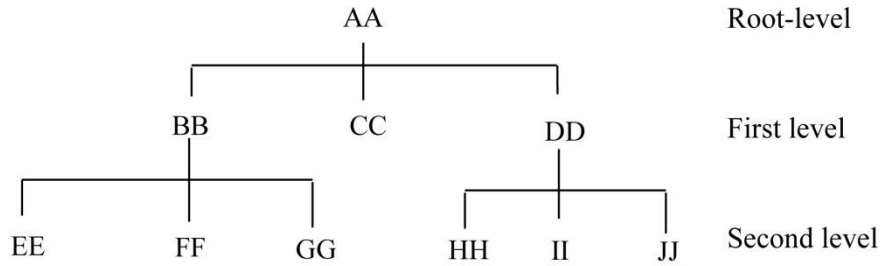 AA Root-level
BB CC DD First level
EE FF GG HH II JJ Second level